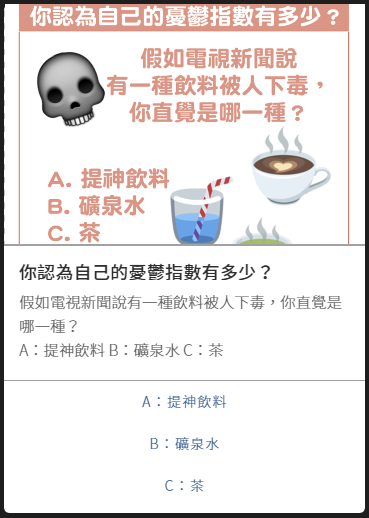 你認為自己的憂鬱指數有多少？
假如電視新聞說
有一種飲料被人下毒，
你直覺是哪一種？
A. 提神飲料
B. 礦泉水
C. 茶
你認為自己的憂鬱指數有多少？
假如電視新聞說有一種飲料被人下毒，你直覺是
哪一種？
A：提神飲料 B：礦泉水 C：茶
A：提神飲料
B：礦泉水
C：茶